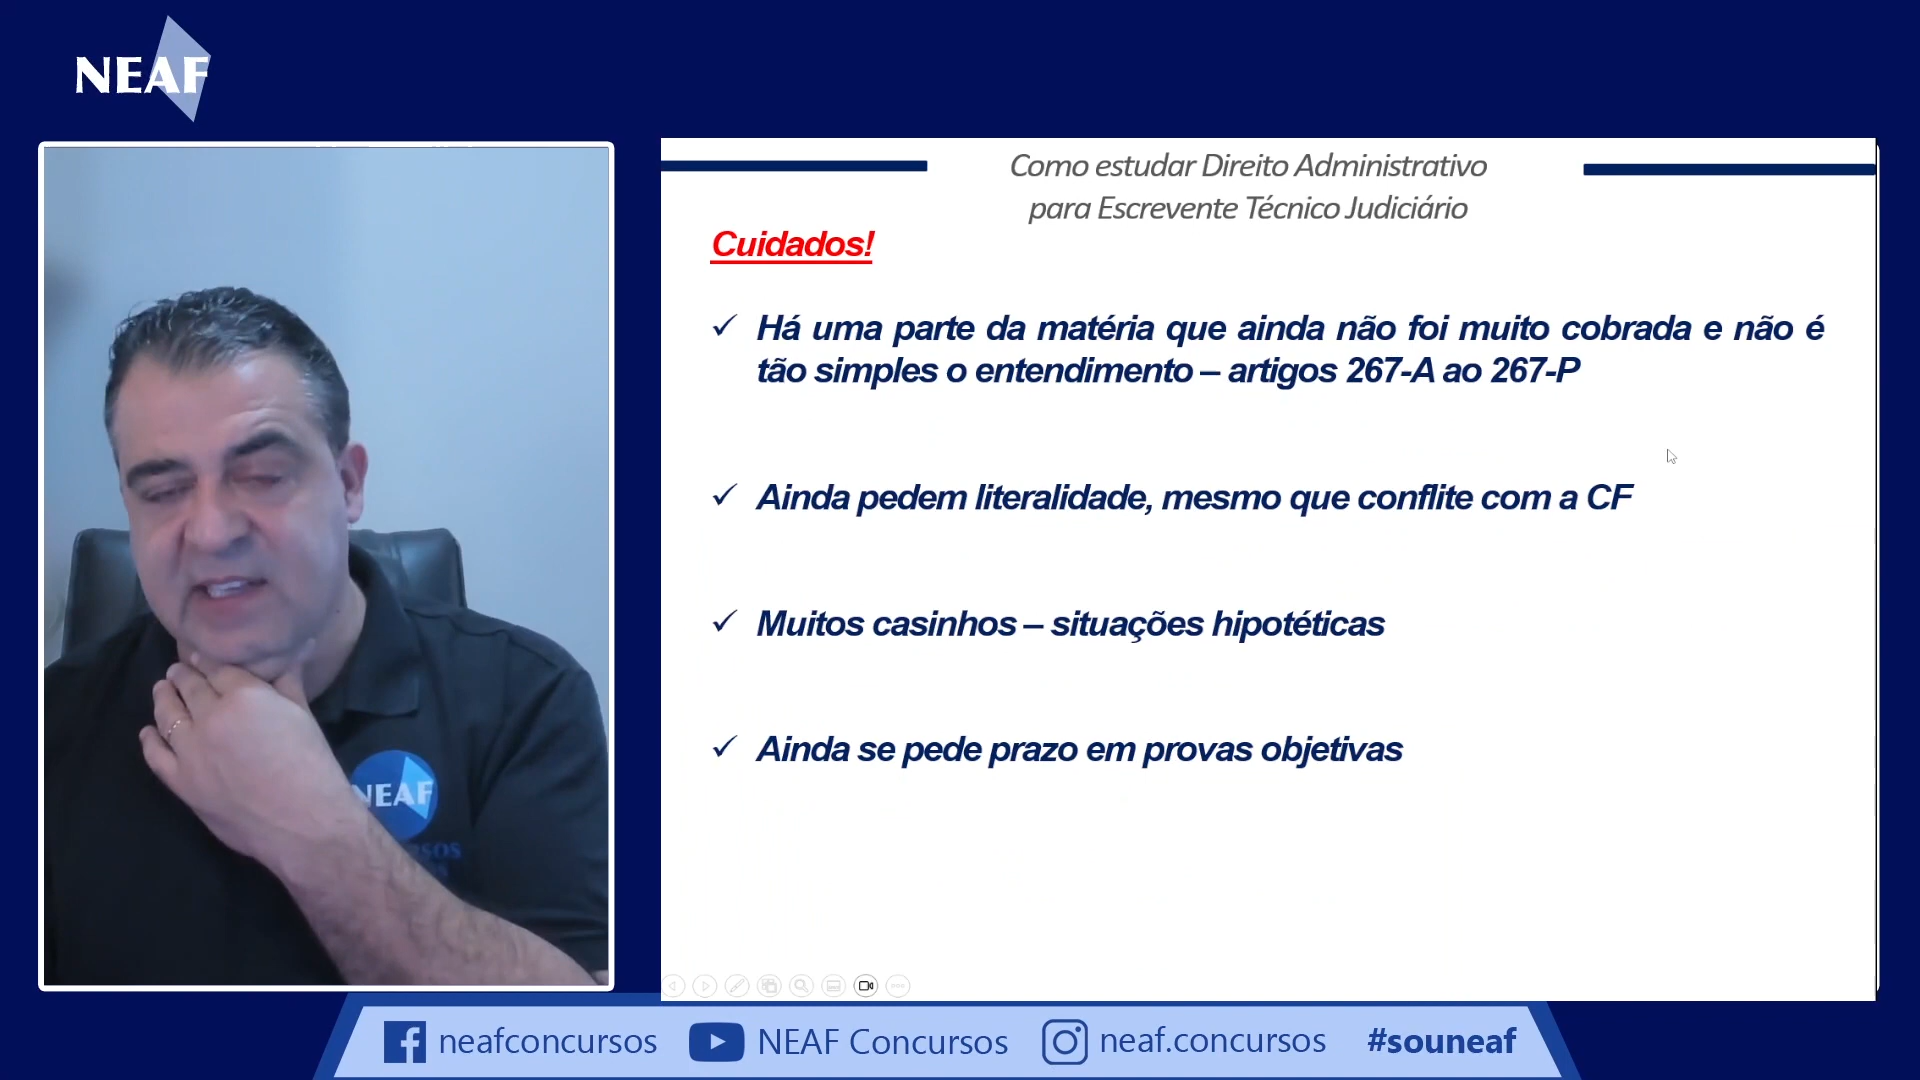 NEAF
Como estudar Direito Administrativo
para Escrevente Técnico Judiciário
Cuidados!
Há uma parte da matéria que ainda não foi muito cobrada e não é
tão simples o entendimento – artigos 267-A ao 267-P
Ainda pedem literalidade, mesmo que conflite com a CF
Muitos casinhos – situações hipotéticas
Ainda se pede prazo em provas objetivas
NEAF
neafconcursos
NEAF Concursos
neaf.concursos
#souneaf